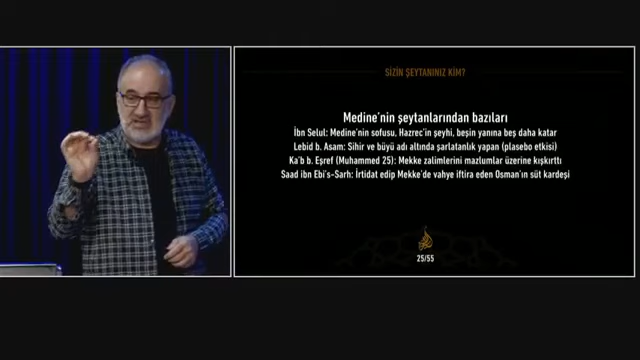 SİZİN ŞEYTANINIZ KİM?
Medine'nin şeytanlarından bazıları
İbn Selul: Medine'nin sofusu, Hazrec'in şeyhi, beşin yanına beş daha katar
Lebid b. Asam: Sihir ve büyü adı altında şarlatanlık yapan (plasebo etkisi)
Ka'b b. Eşref (Muhammed 25): Mekke zalimlerini mazlumlar üzerine kışkırttı
Saad ibn Ebi's-Sarh: İrtidat edip Mekke'de vahye iftira eden Osman'ın süt kardeşi
25/55